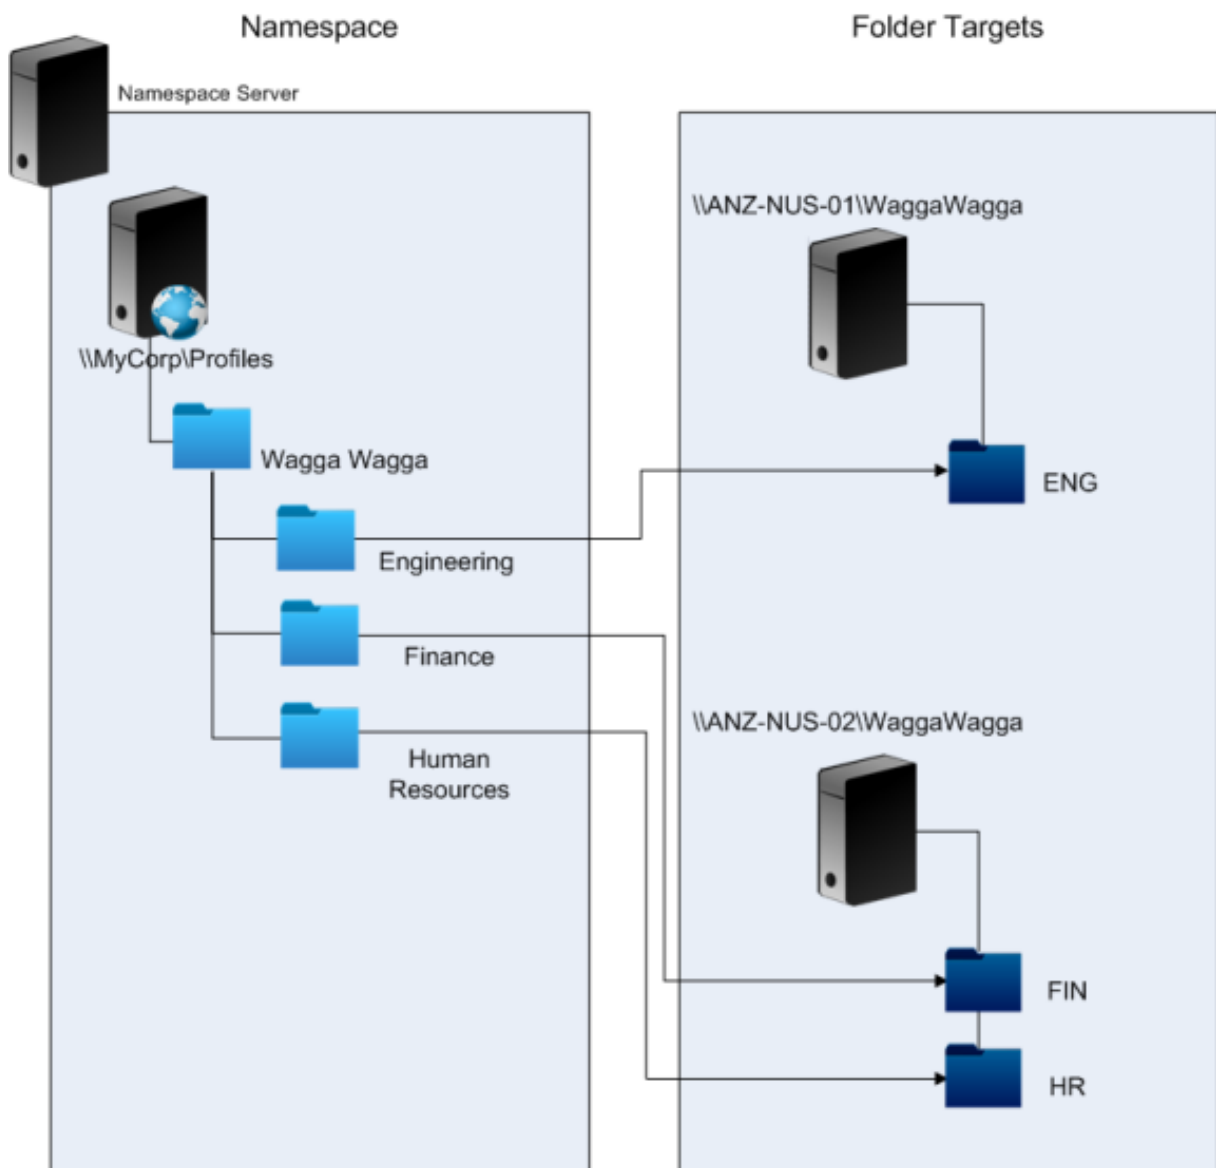 Namespace
Folder Targets
Namespace Server
\\MyCorp\Profiles
Wagga Wagga
Engineering
Finance
Human
Resources
\\ANZ-NUS-01\WaggaWagga
ENG
\\ANZ-NUS-02\WaggaWagga
FIN
HR